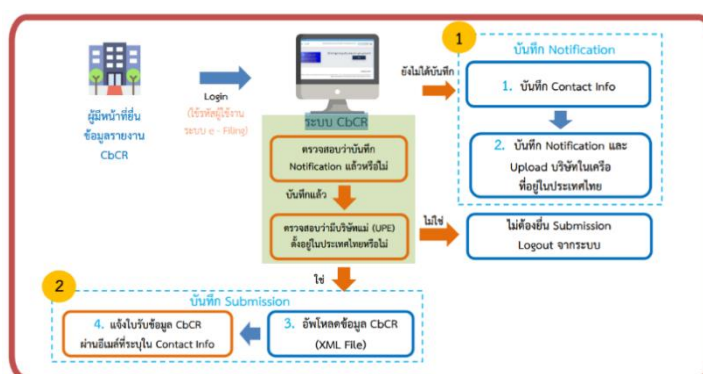 1
บันทึก Notification
1. บันทึก Contact Info
2. บันทึก Notification และ
Upload บริษัทในเครือ
ที่อยู่ในประเทศไทย
ยังไม่ได้บันทึก
Login
(ใช้รหัสผู้ใช้งาน
ระบบ e - Filing)
ผู้มีหน้าที่ยื่น
ข้อมูลรายงาน
CbCR
ระบบ CbCR
ตรวจสอบว่าบันทึก
Notification แล้วหรือไม่
บันทึกแล้ว
ตรวจสอบว่ามีบริษัทแม่ (UPE)
ตั้งอยู่ในประเทศไทยหรือไม่
ไม่ใช่
ไม่ต้องยื่น Submission
Logout จากระบบ
ใช่
2
บันทึก Submission
4. แจ้งใบรับข้อมูล CbCR
ผ่านอีเมล์ที่ระบุใน Contact Info
3. อัพโหลดข้อมูล CbCR
(XML File)